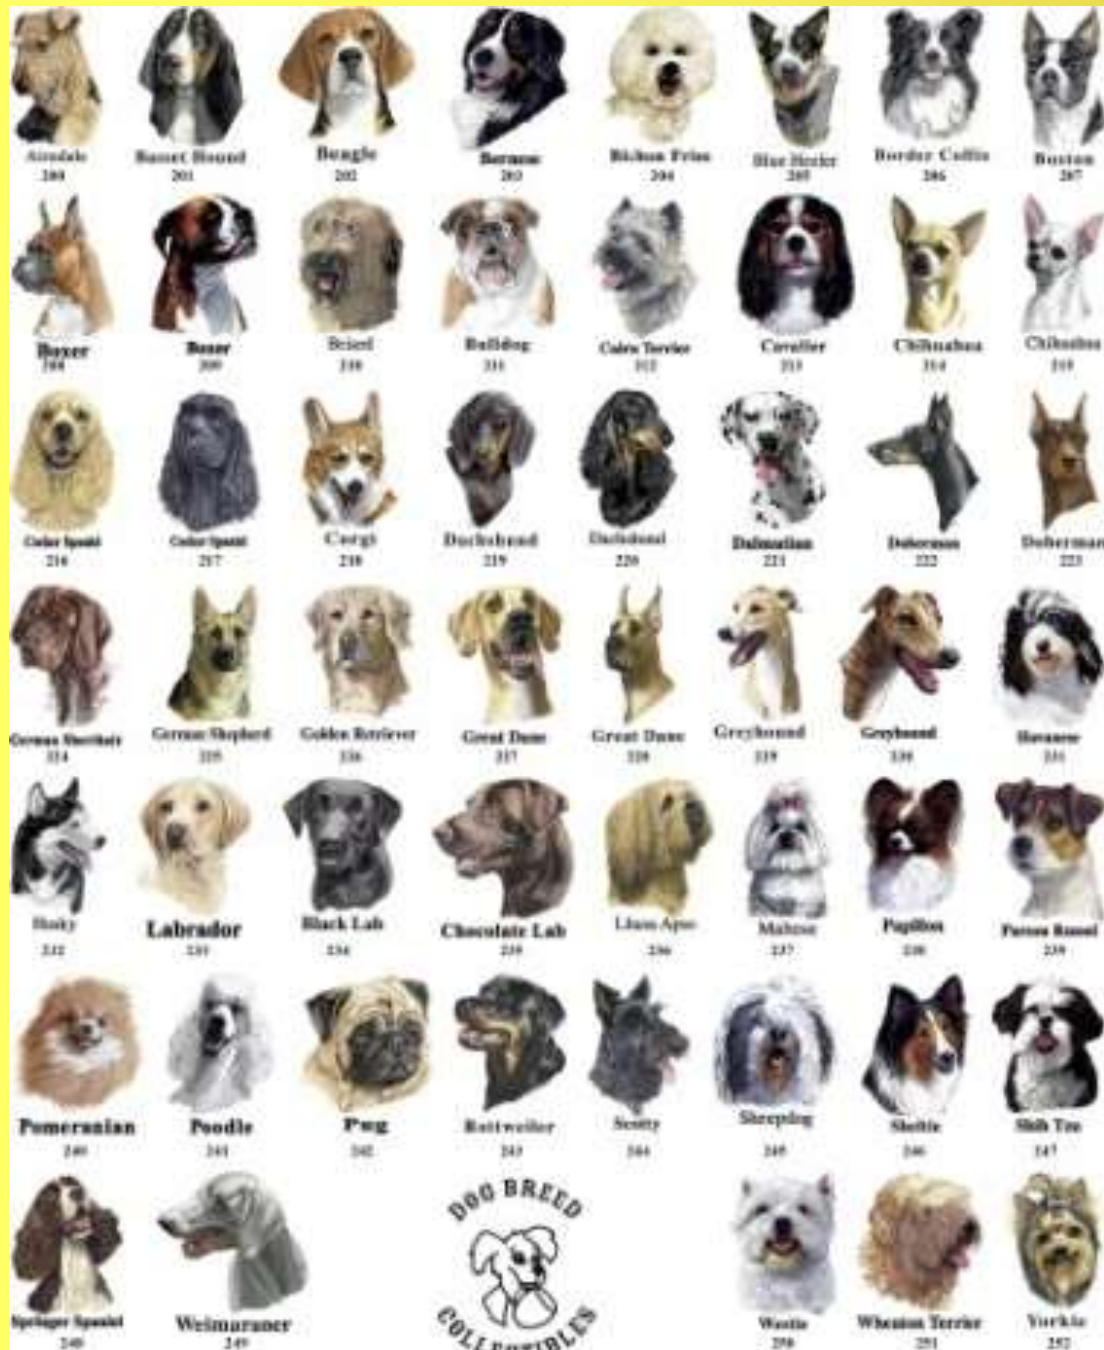 Airedale
200
Basset Hound
201
Beagle
202
Bernese
203
Bichon Frise
204
Blue Heeler
205
Border Collie
206
Boston
207
Boxer
208
Boxer
209
Briard
210
Bulldog
211
Cairn Terrier
212
Cavalier
213
Chihuahua
214
Chihuahua
215
Cocker Spaniel
216
Cocker Spaniel
217
Corgi
218
Dachshund
219
Dachshund
220
Dalmatian
221
Doberman
222
Doberman
223
German Shorthair
224
German Shepherd
225
Golden Retriever
226
Great Dane
227
Great Dane
228
Greyhound
229
Greyhound
230
Havanese
231
Husky
232
Labrador
233
Black Lab
234
Chocolate Lab
235
Lhasa Apso
236
Maltese
237
Papillon
238
Parson Russel
239
Pomeranian
240
Poodle
241
Pug
242
Rottweiler
243
Scotty
244
Sheepdog
245
Sheltie
246
Shih Tzu
247
Springer Spaniel
248
Weimaraner
249
DOG BREED
COLLECTIBLES
Westie
250
Wheaton Terrier
251
Yorkie
252